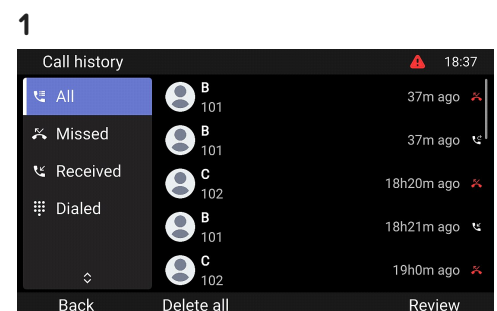 1
Call history 18:37
All
Missed
Received
Dialed
B
101
37m ago
B
101
37m ago
C
102
18h20m ago
B
101
18h21m ago
C
102
19h0m ago
Back Delete all Review